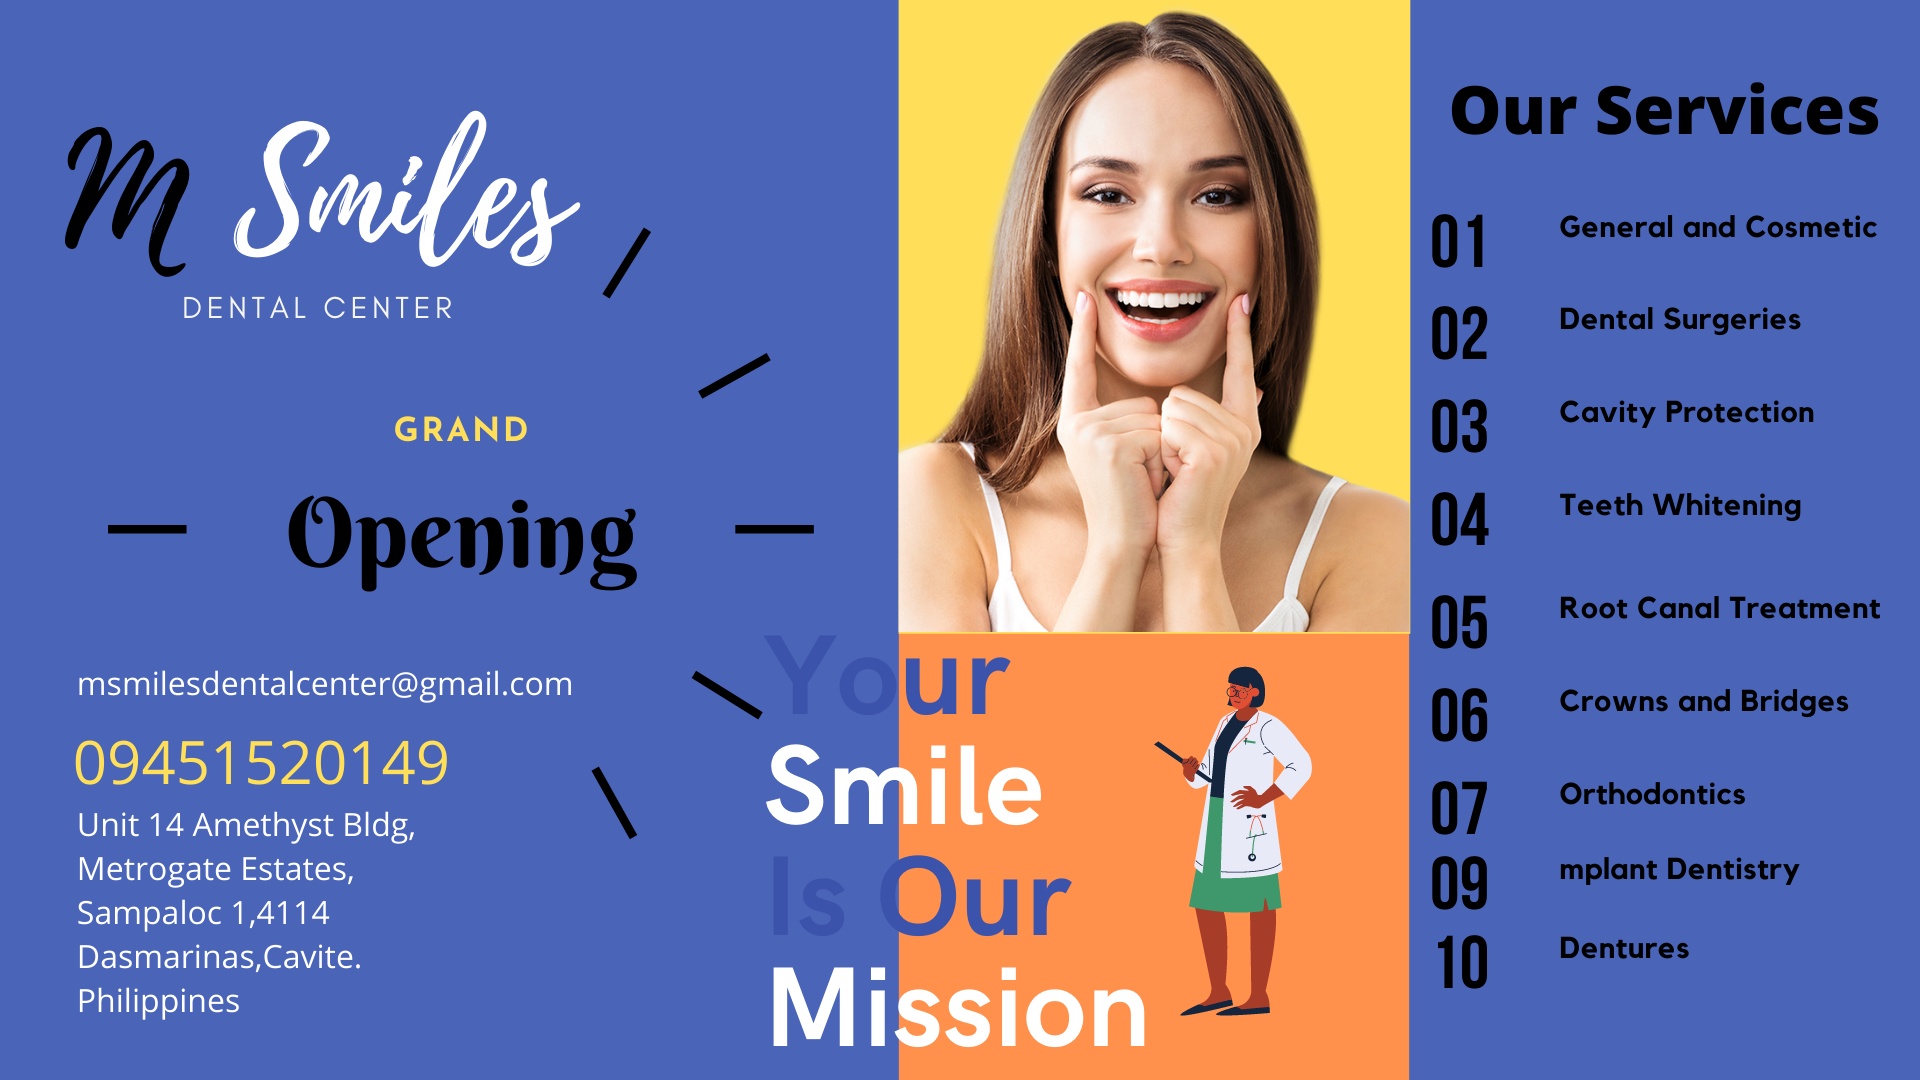 M Smiles
DENTAL CENTER
GRAND
Opening
msmilesdentalcenter@gmail.com
09451520149
Unit 14 Amethyst Bldg,
Metrogate Estates,
Sampaloc 1,4114
Dasmarinas,Cavite.
Philippines
Your
Smile
Is Our
Mission
Our Services
01 General and Cosmetic
02 Dental Surgeries
03 Cavity Protection
04 Teeth Whitening
05 Root Canal Treatment
06 Crowns and Bridges
07 Orthodontics
09 mplant Dentistry
10 Dentures